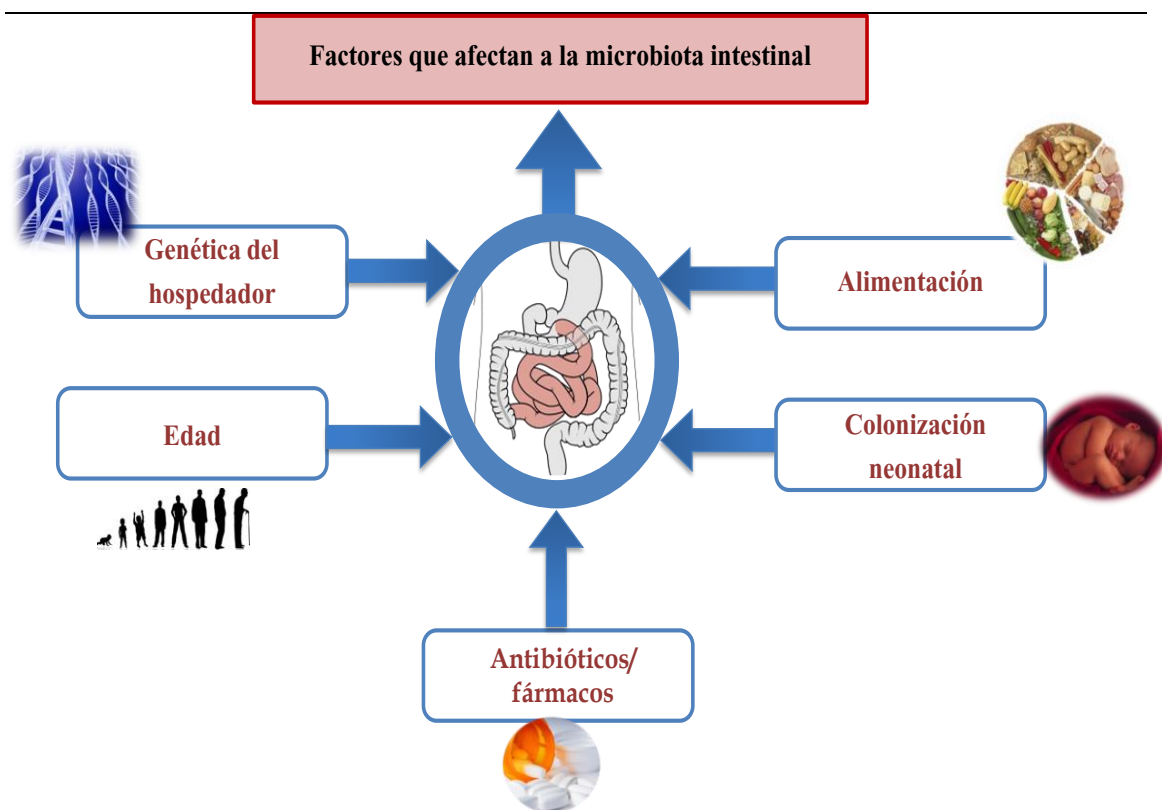 Factores que afectan a la microbiota intestinal
Genética del
hospedador
Alimentación
Edad
Colonización
neonatal
Antibióticos/
fármacos